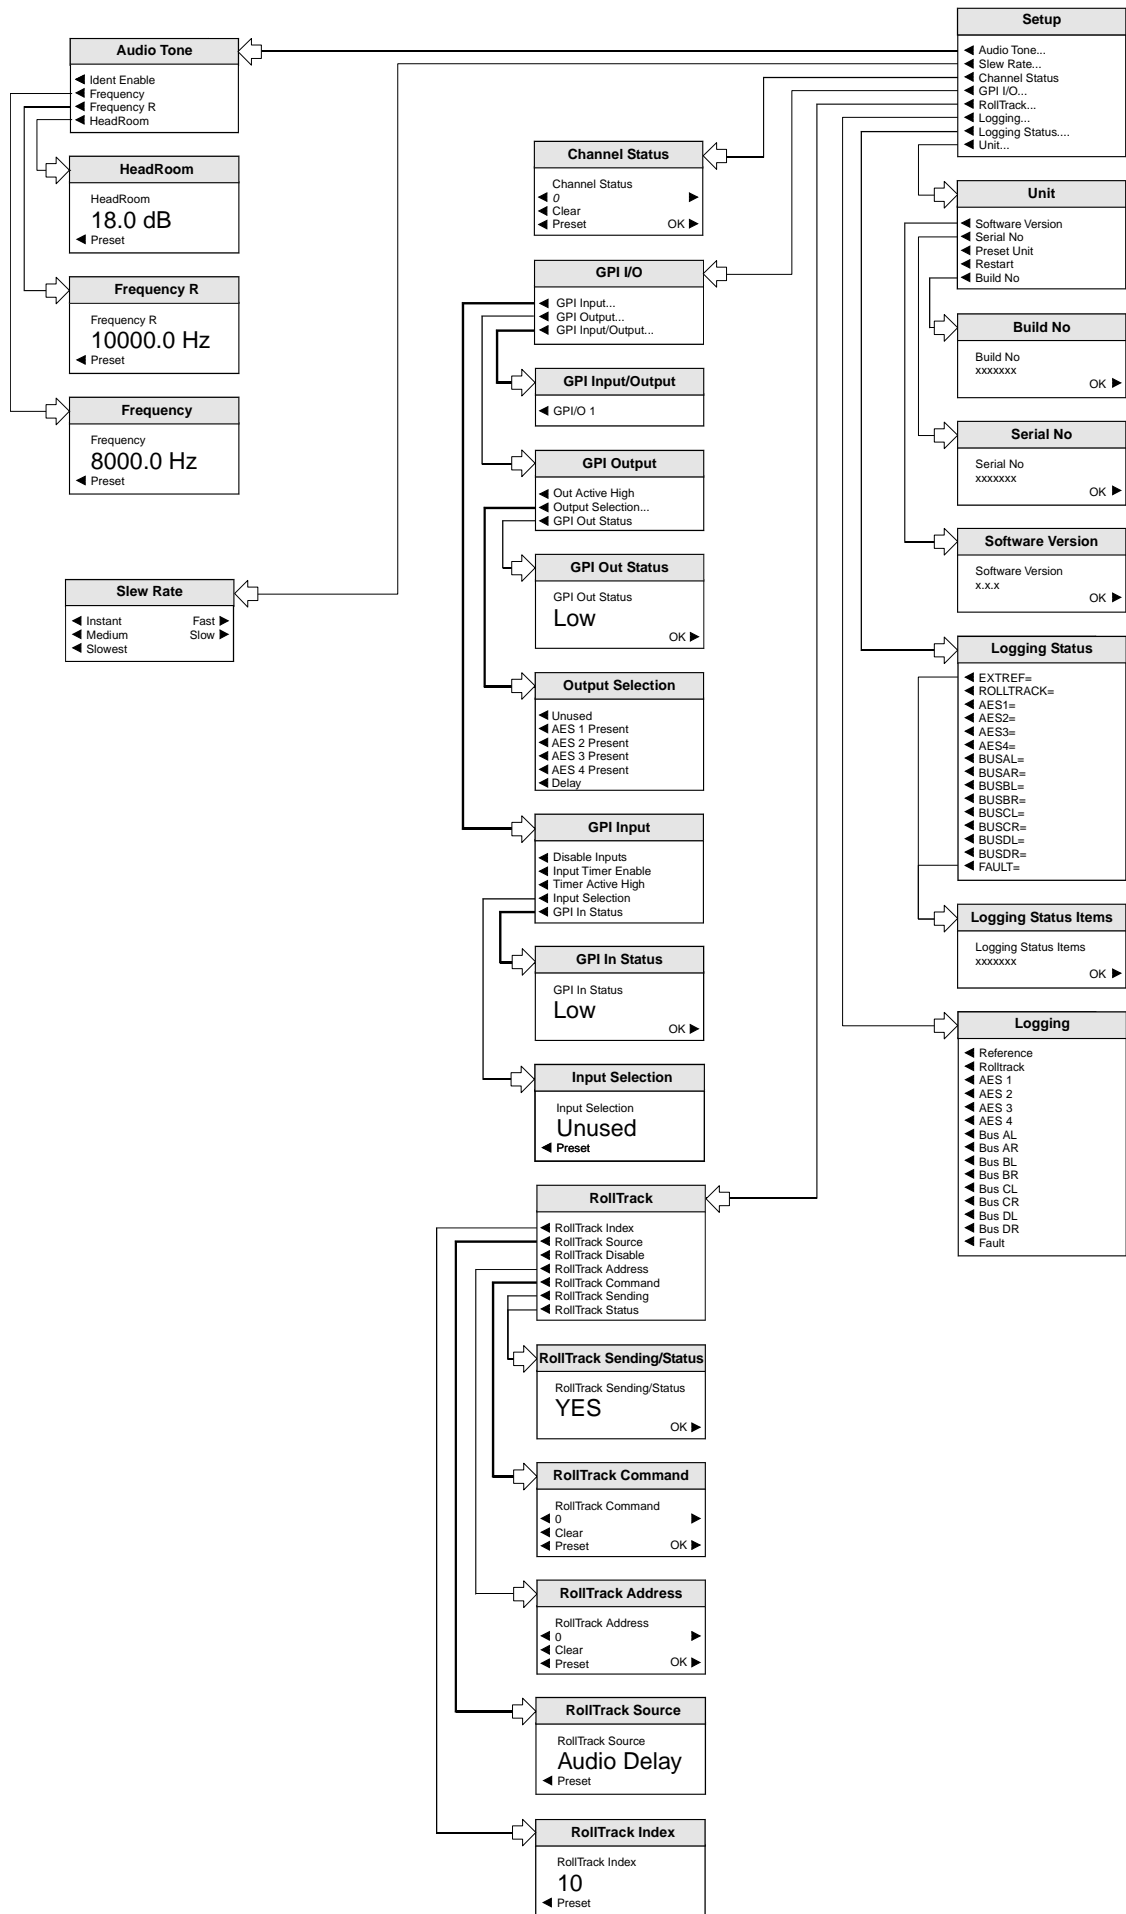 Setup
Audio Tone...
Slew Rate...
Channel Status
GPI I/O...
RollTrack...
Logging...
Logging Status....
Unit...
Audio Tone
Ident Enable
Frequency
Frequency R
HeadRoom
HeadRoom
HeadRoom
18.0 dB
Preset
Frequency R
Frequency R
10000.0 Hz
Preset
Frequency
Frequency
8000.0 Hz
Preset
Slew Rate
Instant Fast
Medium Slow
Slowest
Channel Status
Channel Status
0
Clear
Preset OK
GPI I/O
GPI Input...
GPI Output...
GPI Input/Output...
GPI Input/Output
GPI/O 1
GPI Output
Out Active High
Output Selection...
GPI Out Status
GPI Out Status
GPI Out Status
Low
OK
Output Selection
Unused
AES 1 Present
AES 2 Present
AES 3 Present
AES 4 Present
Delay
GPI Input
Disable Inputs
Input Timer Enable
Timer Active High
Input Selection
GPI In Status
GPI In Status
GPI In Status
Low
OK
Input Selection
Input Selection
Unused
Preset
RollTrack
RollTrack Index
RollTrack Source
RollTrack Disable
RollTrack Address
RollTrack Command
RollTrack Sending
RollTrack Status
RollTrack Sending/Status
RollTrack Sending/Status
YES
OK
RollTrack Command
RollTrack Command
0
Clear
Preset OK
RollTrack Address
RollTrack Address
0
Clear
Preset OK
RollTrack Source
RollTrack Source
Audio Delay
Preset
RollTrack Index
RollTrack Index
10
Preset
Unit
Software Version
Serial No
Preset Unit
Restart
Build No
Build No
Build No
xxxxxxx
OK
Serial No
Serial No
xxxxxxx
OK
Software Version
Software Version
x.x.x
OK
Logging Status
EXTREF=
ROLLTRACK=
AES1=
AES2=
AES3=
AES4=
BUSAL=
BUSAR=
BUSBL=
BUSBR=
BUSCL=
BUSCR=
BUSDL=
BUSDR=
FAULT=
Logging Status Items
Logging Status Items
xxxxxxx
OK
Logging
Reference
Rolltrack
AES 1
AES 2
AES 3
AES 4
Bus AL
Bus AR
Bus BL
Bus BR
Bus CL
Bus CR
Bus DL
Bus DR
Fault